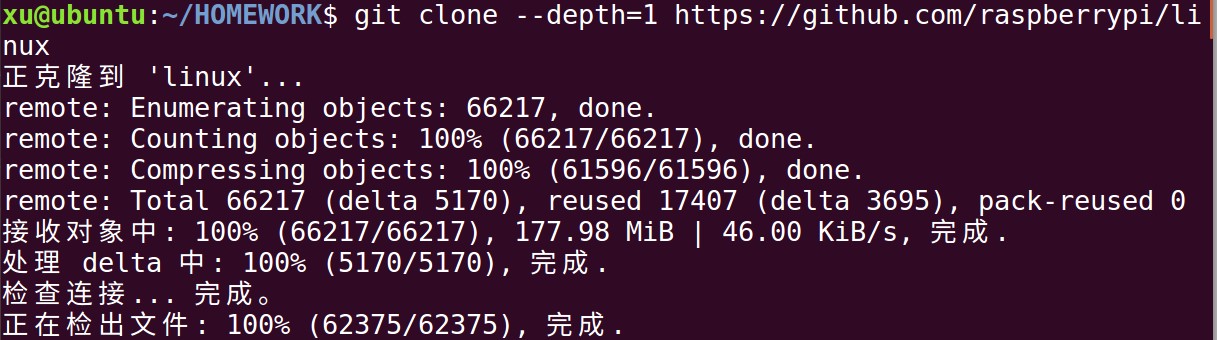 xu@ubuntu:~/HOMEWORK$ git clone --depth=1 https://github.com/raspberrypi/li
nux
正克隆到 'linux'...
remote: Enumerating objects: 66217, done.
remote: Counting objects: 100% (66217/66217), done.
remote: Compressing objects: 100% (61596/61596), done.
remote: Total 66217 (delta 5170), reused 17407 (delta 3695), pack-reused 0
接收对象中: 100% (66217/66217), 177.98 MiB | 46.00 KiB/s, 完成.
处理 delta 中: 100% (5170/5170), 完成.
检查连接... 完成。
正在检出文件: 100% (62375/62375), 完成.